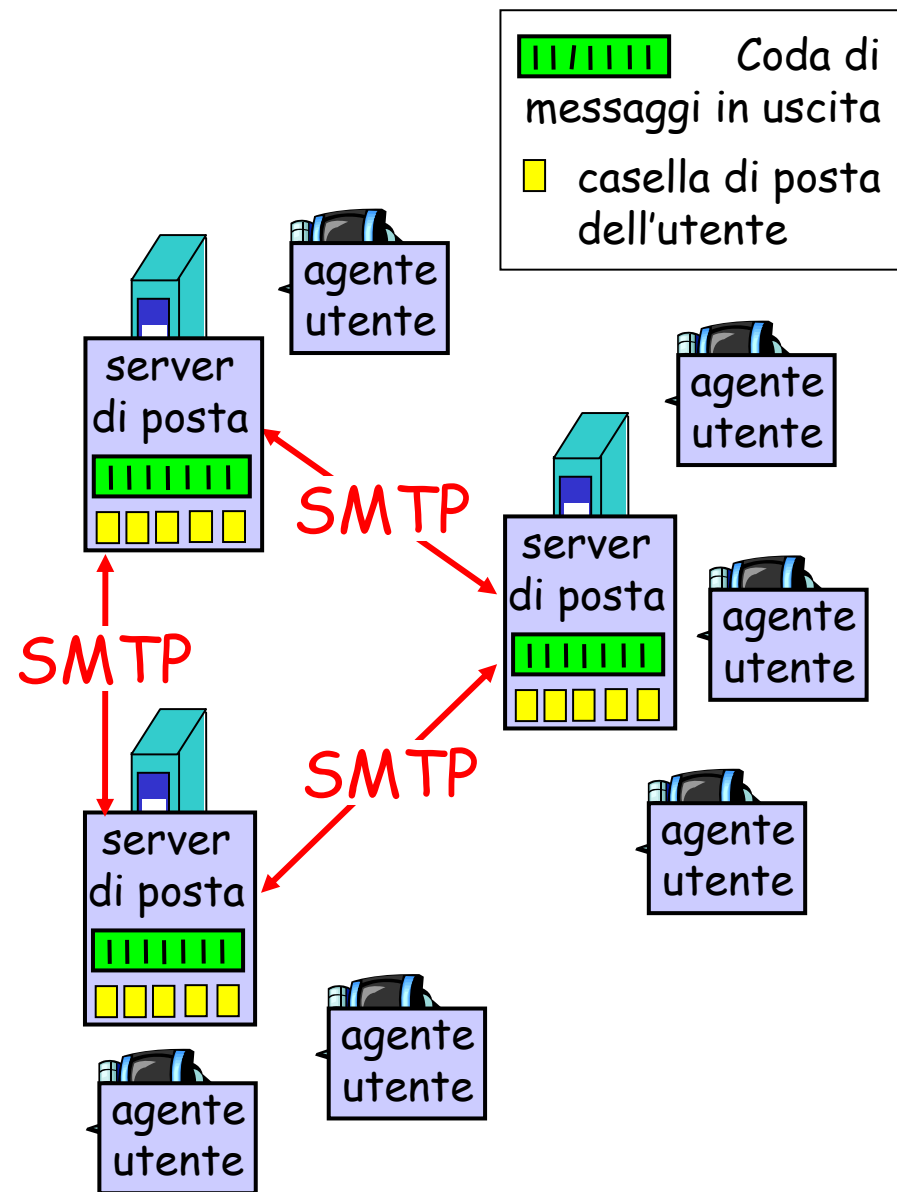 Coda di
messaggi in uscita
casella di posta
dell'utente
agente
utente
server
di posta
agente
utente
SMTP
server
di posta
agente
utente
SMTP
SMTP
server
di posta
agente
utente
agente
utente
agente
utente